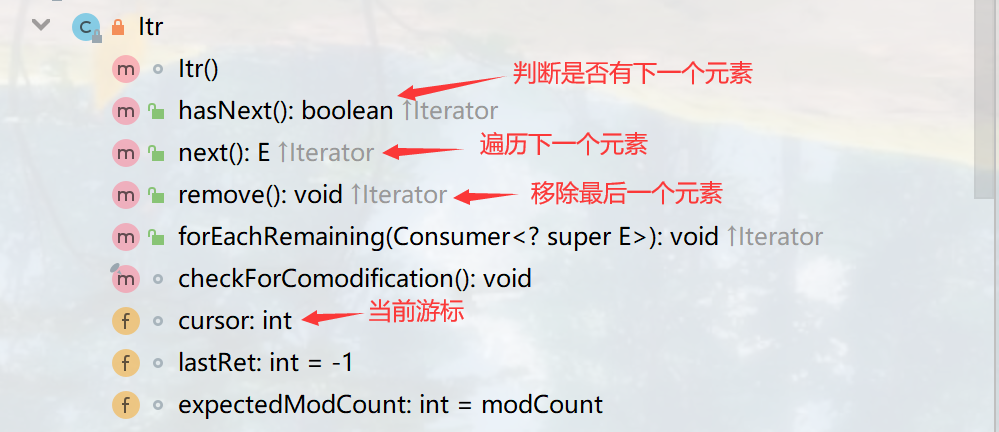 Itr
Itr()
判断是否有下一个元素
hasNext(): boolean ↑Iterator
next(): E ↑Iterator
遍历下一个元素
remove(): void ↑Iterator
移除最后一个元素
forEachRemaining(Consumer<? super E>): void ↑Iterator
checkForComodification(): void
cursor: int
当前游标
lastRet: int = -1
expectedModCount: int = modCount